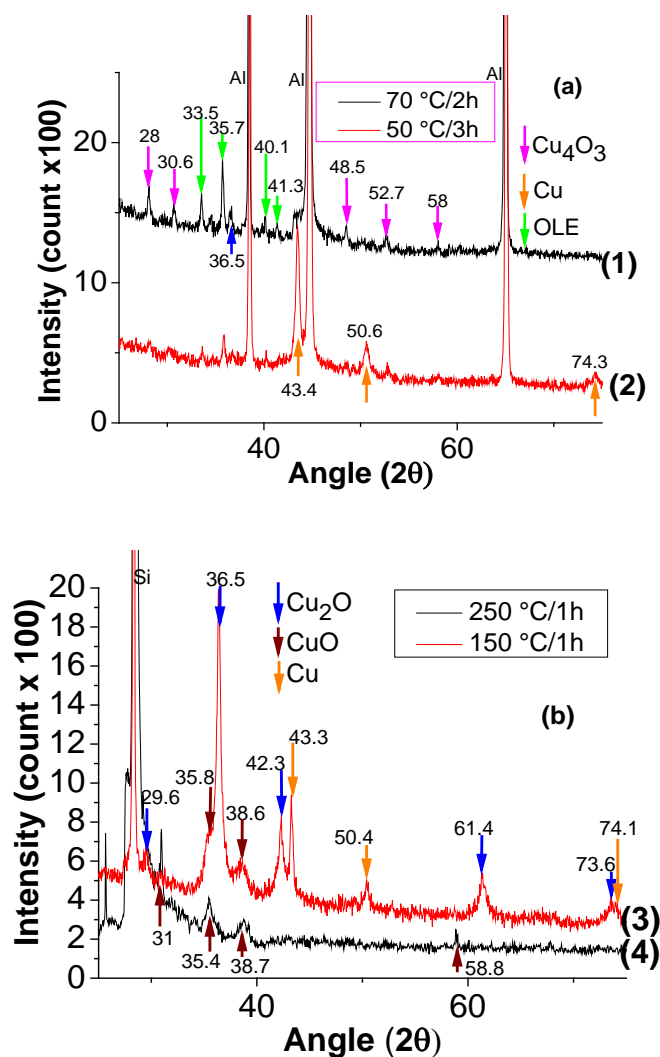 Al
Al
Al
(a)
70 °C/2h
50 °C/3h
Cu4O3
Cu
OLE
28
30.6
33.5
35.7
40.1
41.3
48.5
52.7
58
36.5
(1)
50.6
74.3
43.4
(2)
20
10
0
40
60
Intensity (count x100)
Angle (2θ)
Si
36.5
Cu2O
CuO
Cu
250 °C/1h
150 °C/1h
(b)
29.6
35.8
38.6
42.3
43.3
50.4
61.4
74.1
73.6
(3)
31
35.4
38.7
58.8
(4)
20
18
16
14
12
10
8
6
4
2
0
40
60
Intensity (count x 100)
Angle (2θ)